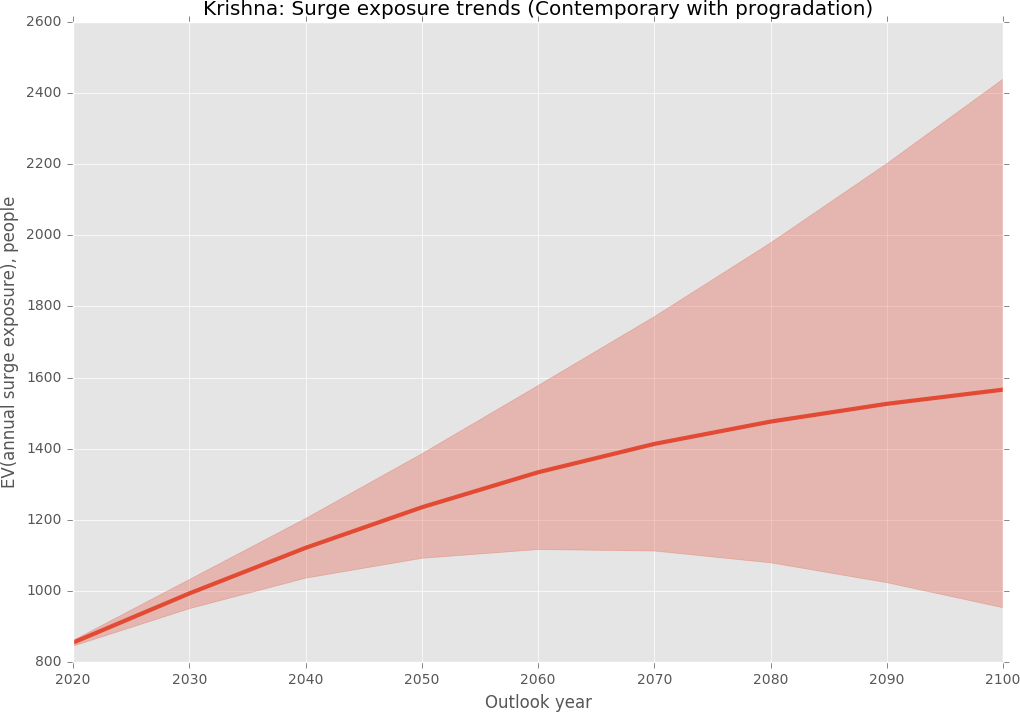 Krishna: Surge exposure trends (Contemporary with progradation)
2600
2400
2200
2000
1800
1600
1400
1200
1000
800
EV(annual surge exposure), people
2020 2030 2040 2050 2060 2070 2080 2090 2100
Outlook year